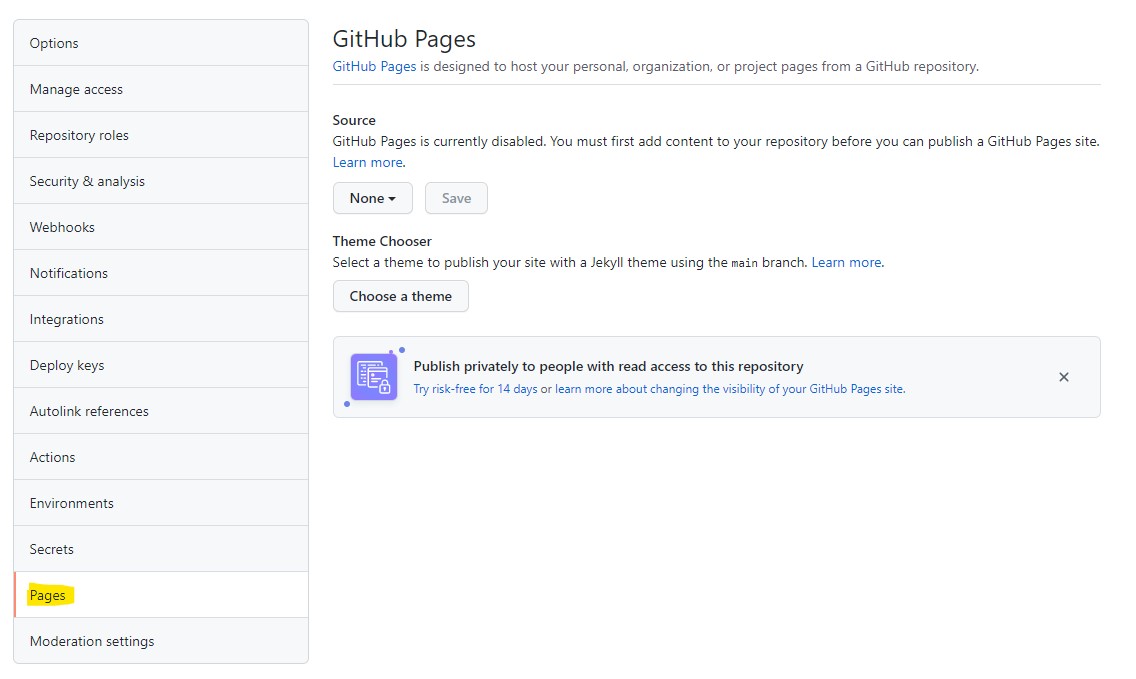 Options
Manage access
Repository roles
Security & analysis
Webhooks
Notifications
Integrations
Deploy keys
Autolink references
Actions
Environments
Secrets
Pages
Moderation settings
GitHub Pages
GitHub Pages is designed to host your personal, organization, or project pages from a GitHub repository.
Source
GitHub Pages is currently disabled. You must first add content to your repository before you can publish a GitHub Pages site.
Learn more.
None Save
Theme Chooser
Select a theme to publish your site with a Jekyll theme using the main branch. Learn more.
Choose a theme
Publish privately to people with read access to this repository
Try risk-free for 14 days or learn more about changing the visibility of your GitHub Pages site.